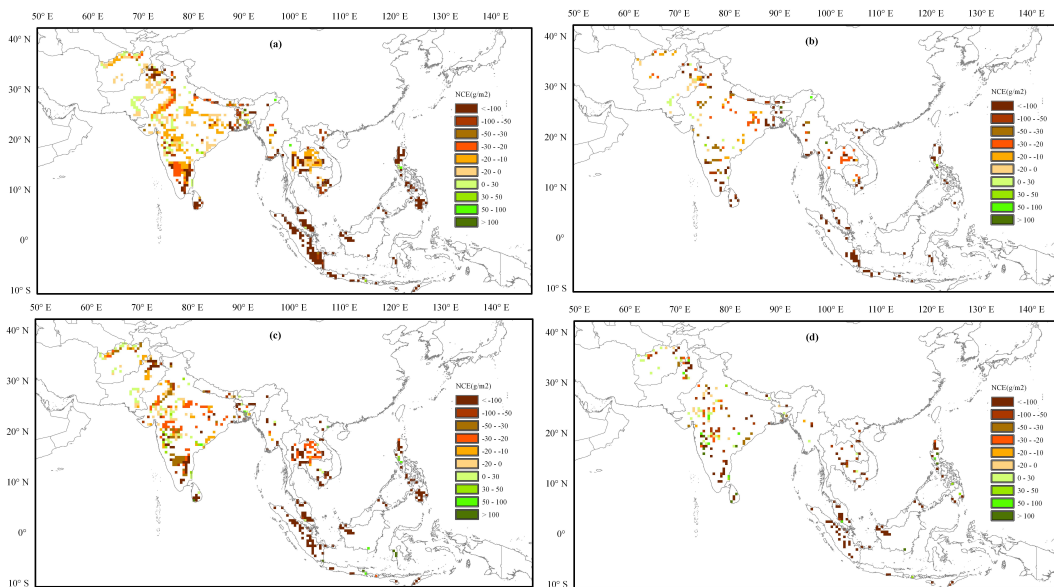 50° E 60° E 70° E 80° E 90° E 100° E 110° E 120° E 130° E 140° E
40° N
30° N
20° N
10° N
0°
10° S
(a)
NCE(g/m2)
< -100
-100 - -50
-50 - -30
-30 - -20
-20 - -10
-20 - 0
0 - 30
30 - 50
50 - 100
> 100
50° E 60° E 70° E 80° E 90° E 100° E 110° E 120° E 130° E 140° E
40° N
30° N
20° N
10° N
0°
10° S
(b)
NCE(g/m2)
< -100
-100 - -50
-50 - -30
-30 - -20
-20 - -10
-20 - 0
0 - 30
30 - 50
50 - 100
> 100
50° E 60° E 70° E 80° E 90° E 100° E 110° E 120° E 130° E 140° E
40° N
30° N
20° N
10° N
0°
10° S
(c)
NCE(g/m2)
< -100
-100 - -50
-50 - -30
-30 - -20
-20 - -10
-20 - 0
0 - 30
30 - 50
50 - 100
> 100
50° E 60° E 70° E 80° E 90° E 100° E 110° E 120° E 130° E 140° E
40° N
30° N
20° N
10° N
0°
10° S
(d)
NCE(g/m2)
< -100
-100 - -50
-50 - -30
-30 - -20
-20 - -10
-20 - 0
0 - 30
30 - 50
50 - 100
> 100